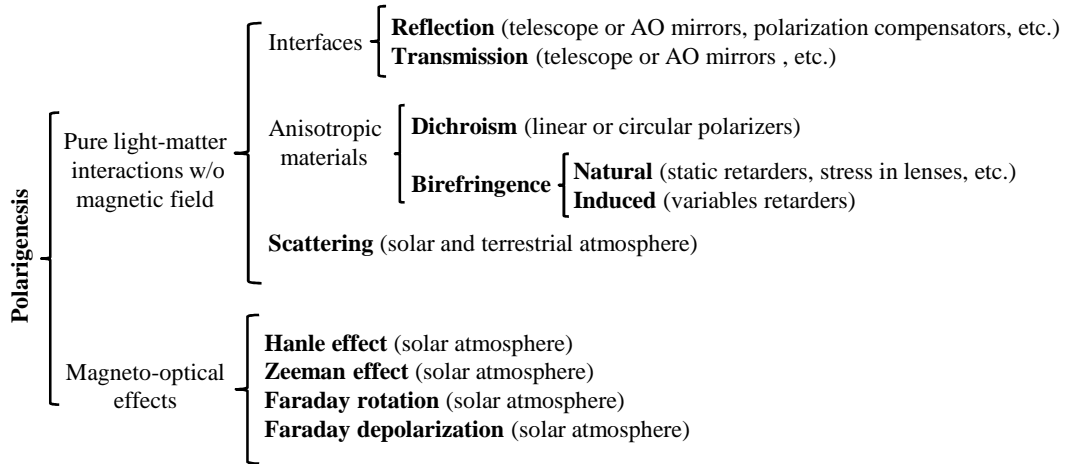 Polarigenesis
Pure light-matter
interactions w/o
magnetic field
Interfaces
Reflection (telescope or AO mirrors, polarization compensators, etc.)
Transmission (telescope or AO mirrors , etc.)
Anisotropic
materials
Dichroism (linear or circular polarizers)
Birefringence
Natural (static retarders, stress in lenses, etc.)
Induced (variables retarders)
Scattering (solar and terrestrial atmosphere)
Magneto-optical
effects
Hanle effect (solar atmosphere)
Zeeman effect (solar atmosphere)
Faraday rotation (solar atmosphere)
Faraday depolarization (solar atmosphere)